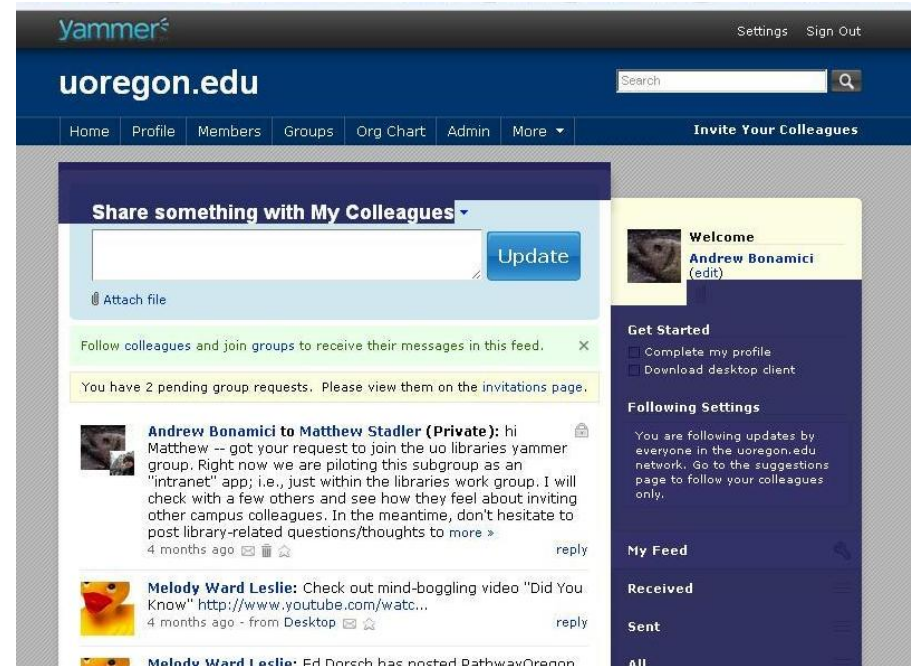 yammer
Settings Sign Out
uoregon.edu
Search
Home Profile Members Groups Org Chart Admin More
Invite Your Colleagues
Share something with My Colleagues
Update
Attach file
Follow colleagues and join groups to receive their messages in this feed. ×
You have 2 pending group requests. Please view them on the invitations page.
Andrew Bonamici to Matthew Stadler (Private): hi
Matthew -- got your request to join the uo libraries yammer
group. Right now we are piloting this subgroup as an
"intranet" app; i.e., just within the libraries work group. I will
check with a few others and see how they feel about inviting
other campus colleagues. In the meantime, don't hesitate to
post library-related questions/thoughts to more »
4 months ago reply
Melody Ward Leslie: Check out mind-boggling video "Did You
Know" http://www.youtube.com/watc...
4 months ago - from Desktop reply
Melody Ward Leslie: Ed Dorsch has posted PathwayOregon
Welcome
Andrew Bonamici
(edit)
Get Started
Complete my profile
Download desktop client
Following Settings
You are following updates by
everyone in the uoregon.edu
network. Go to the suggestions
page to follow your colleagues
only.
My Feed
Received
Sent
All